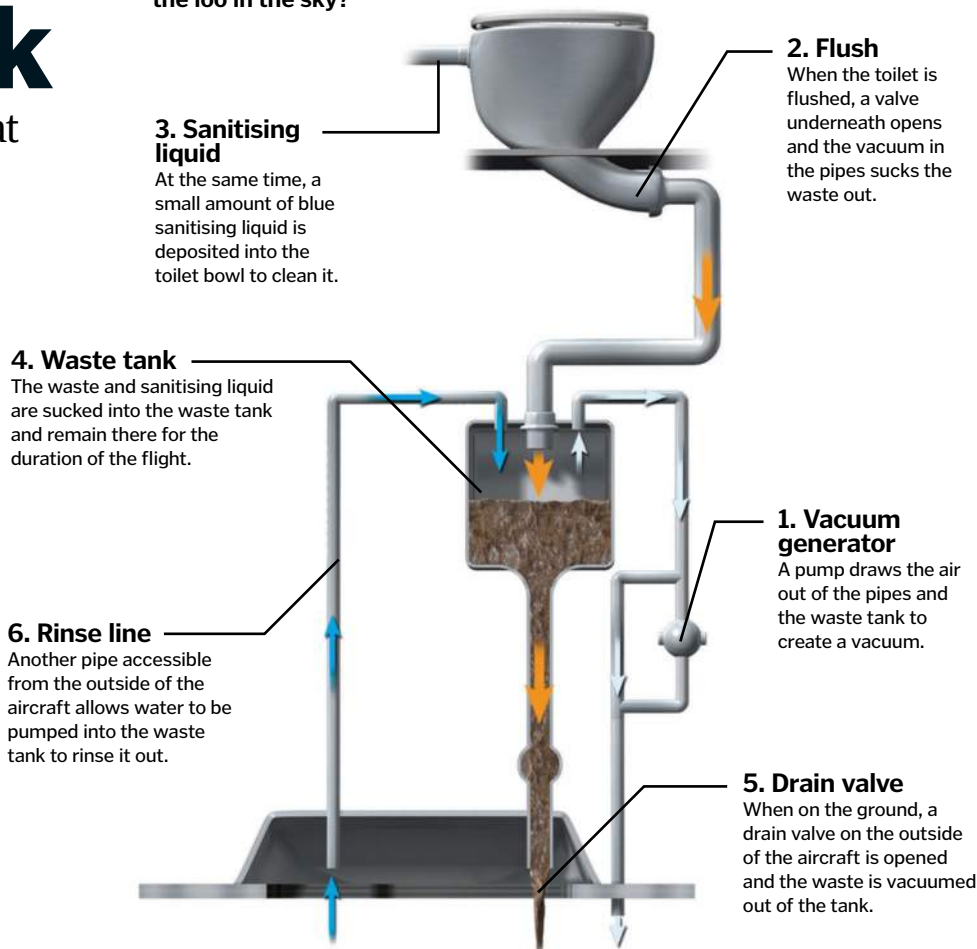 the loo in the sky?
k
2. Flush
When the toilet is
flushed, a valve
underneath opens
and the vacuum in
the pipes sucks the
waste out.
3. Sanitising
liquid
At the same time, a
small amount of blue
sanitising liquid is
deposited into the
toilet bowl to clean it.
4. Waste tank
The waste and sanitising liquid
are sucked into the waste tank
and remain there for the
duration of the flight.
1. Vacuum
generator
A pump draws the air
out of the pipes and
the waste tank to
create a vacuum.
6. Rinse line
Another pipe accessible
from the outside of the
aircraft allows water to be
pumped into the waste
tank to rinse it out.
5. Drain valve
When on the ground, a
drain valve on the outside
of the aircraft is opened
and the waste is vacuumed
out of the tank.